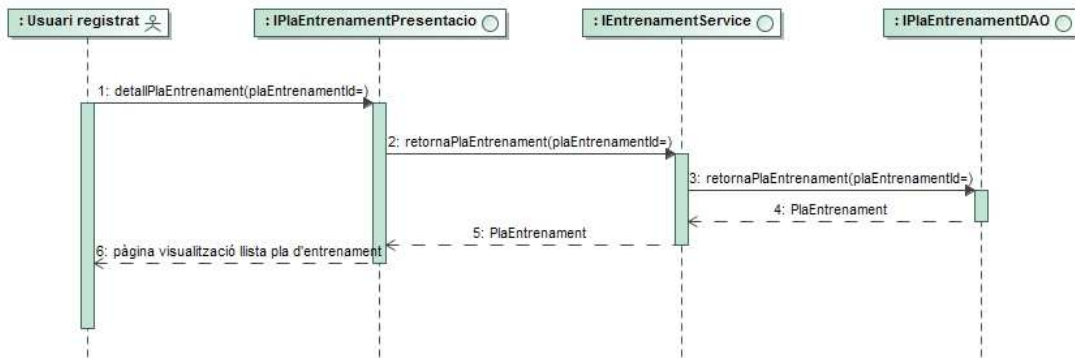 : Usuari registrat
: IPlaEntrenamentPresentacio
: IEntrenamentService
: IPlaEntrenamentDAO
1: detallPlaEntrenament(plaEntrenamentId=)
2: retornaPlaEntrenament(plaEntrenamentId=)
3: retornaPlaEntrenament(plaEntrenamentId=)
4: PlaEntrenament
5: PlaEntrenament
6: pàgina visualització llista pla d'entrenament